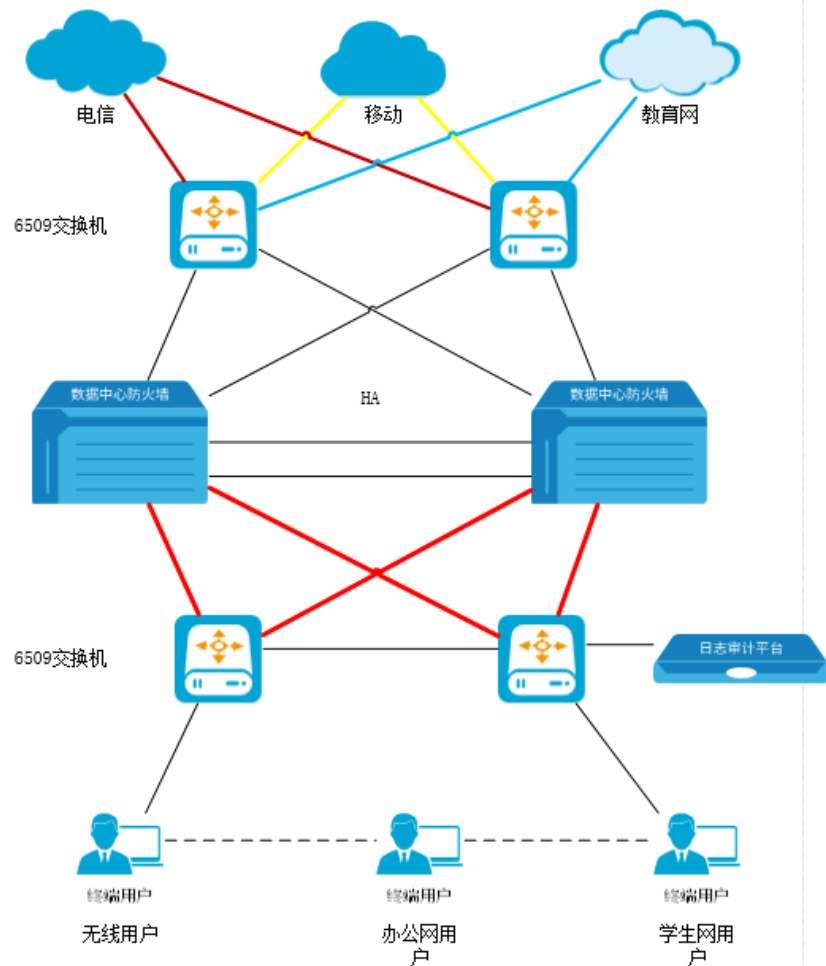 电信
移动
教育网
6509交换机
数据中心防火墙
数据中心防火墙
HA
6509交换机
日志审计平台
终端用户
终端用户
终端用户
无线用户
办公网用
户
学生网用
户